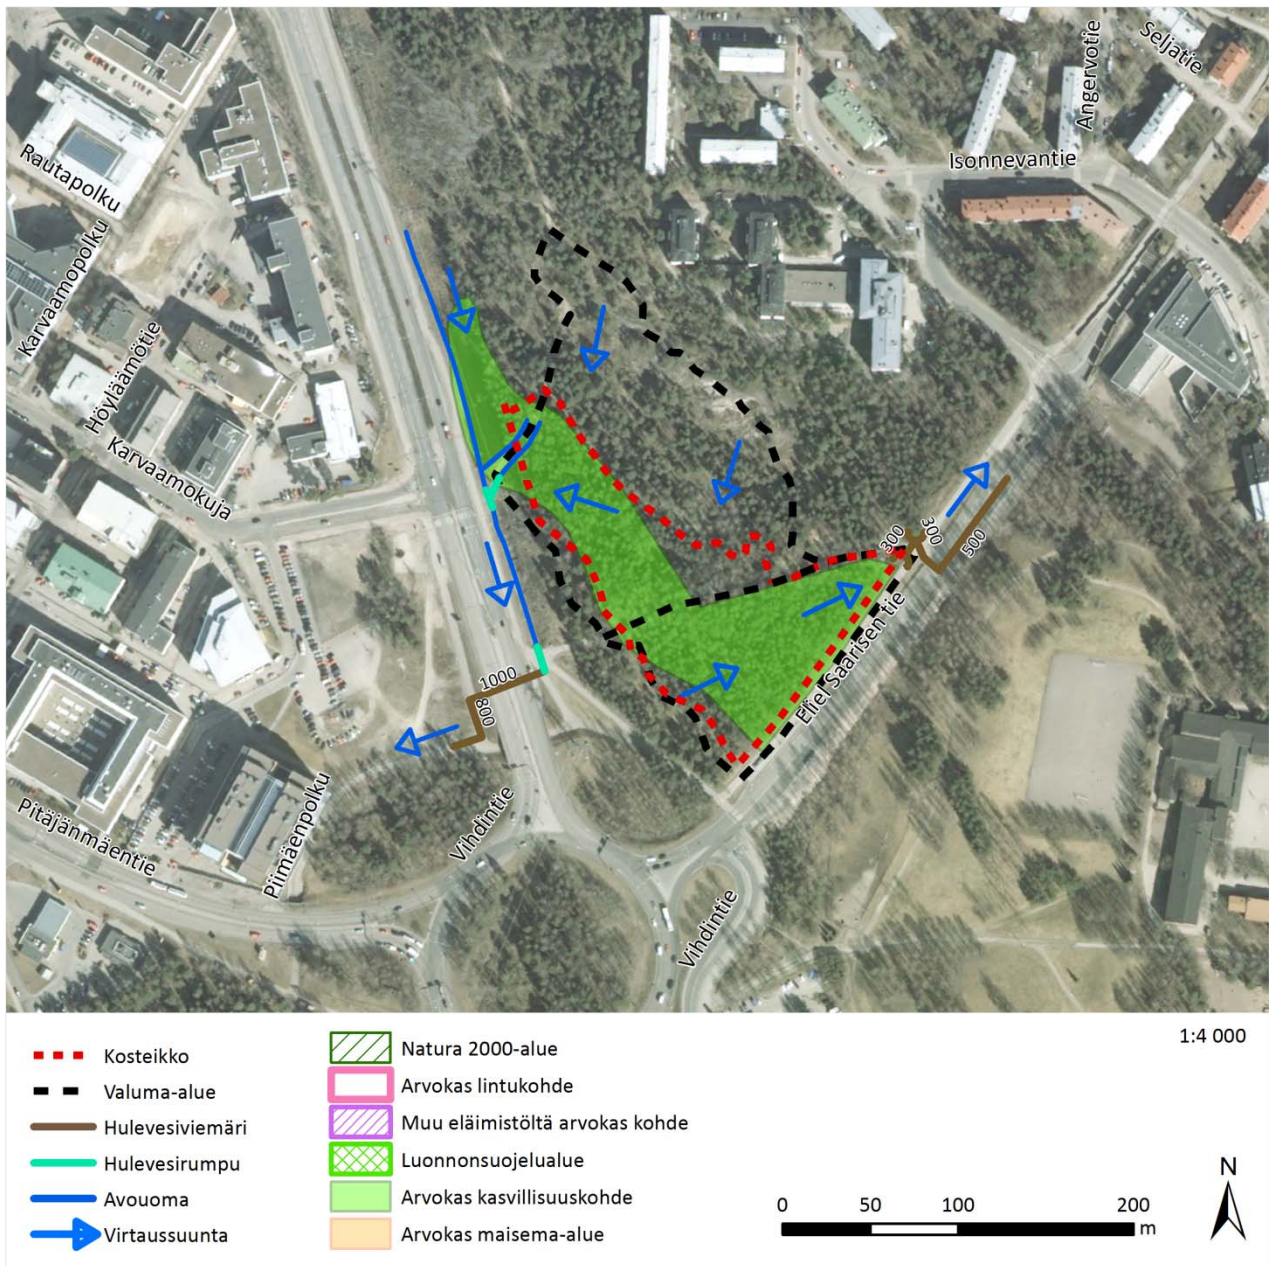 Seljatie
Angervotie
Isonnevantie
Rautapolku
Karvaamopolku
Höyläämötie
Karvaamokuja
300
300
500
Eliel Saarisen tie
1000
800
Pitäjänmäentie
Piimäenpolku
Vihdintie
Vihdintie
Kosteikko
Valuma-alue
Hulevesiviemäri
Hulevesirumpu
Avouoma
Virtaussuunta
Natura 2000-alue
Arvokas lintukohde
Muu eläimistöltä arvokas kohde
Luonnonsuojelualue
Arvokas kasvillisuuskohde
Arvokas maisema-alue
1:4 000
0 50 100 200
m
N